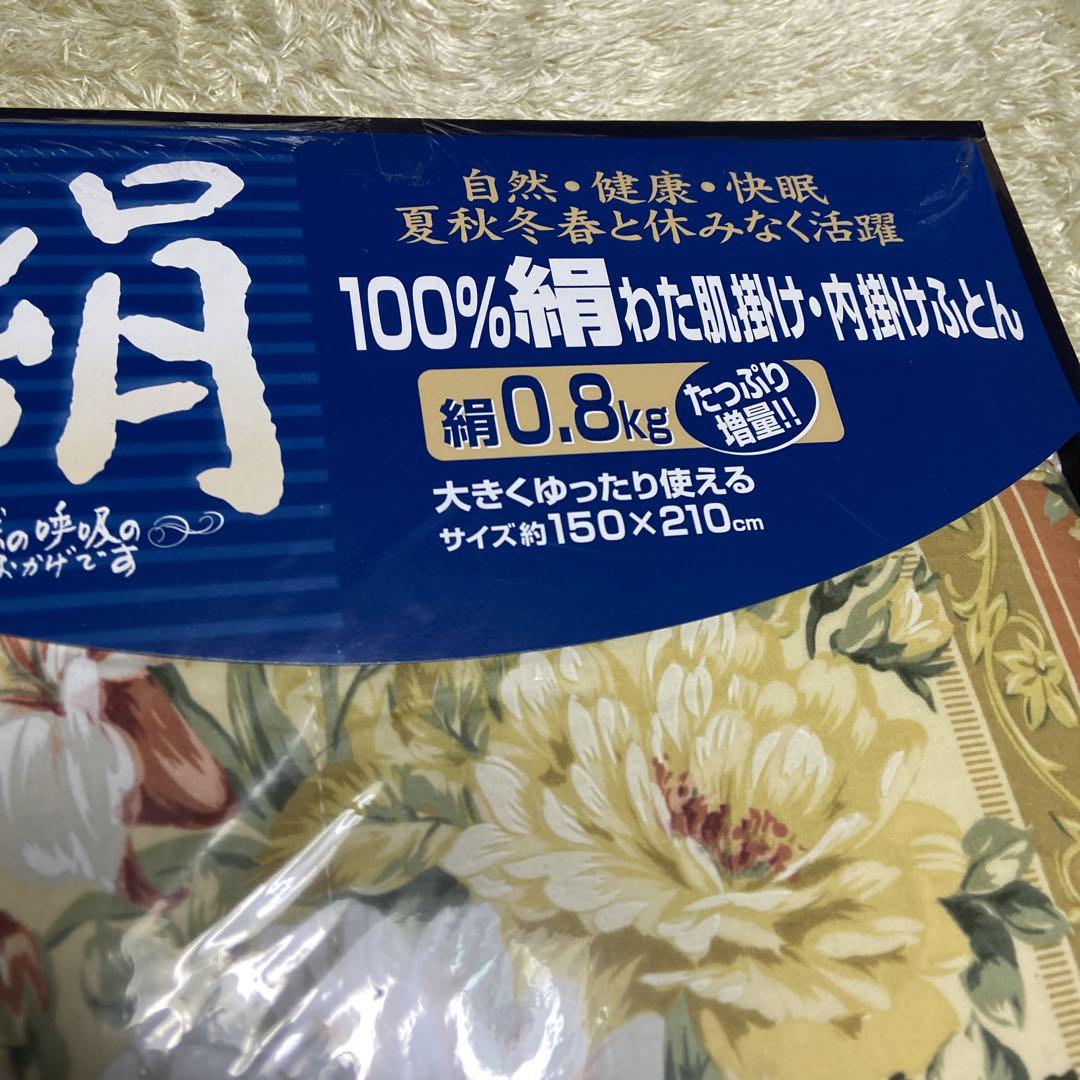 絹
の呼吸の
おかげです
自然・健康・快眠
夏秋冬春と休みなく活躍
100%絹わた肌掛け・内掛けふとん
絹0.8kg
たっぷり
増量!!
大きくゆったり使える
サイズ約150×210cm